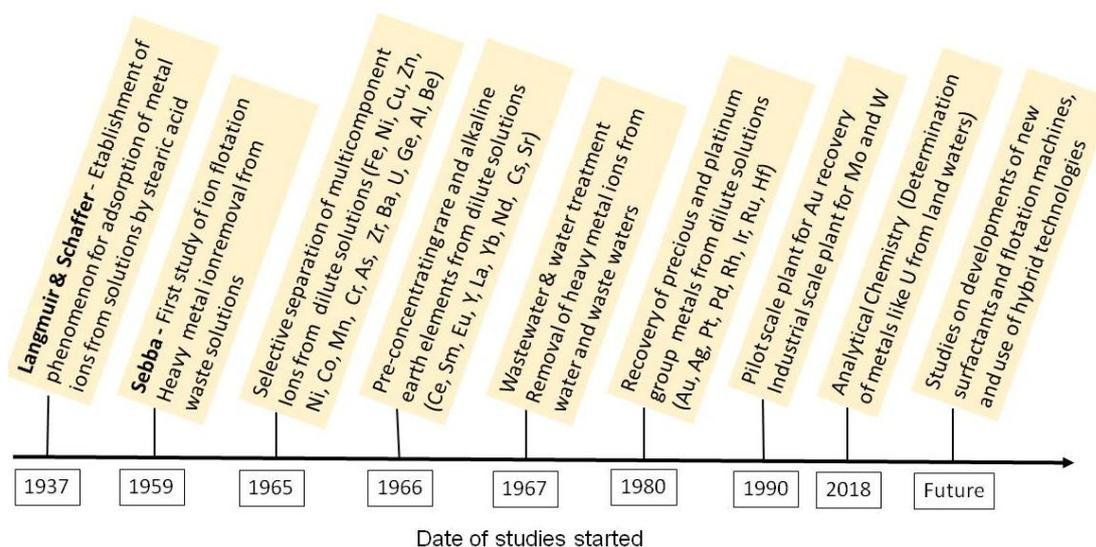 Langmuir & Schaffer - Etablishment of
phenomenon for adsorption of metal
ions from solutions by stearic acid
Sebba - First study of ion flotation
Heavy metal ionremoval from
waste solutions
Selective separation of multicomponent
Ions from dilute solutions (Fe, Ni, Cu, Zn,
Ni, Co, Mn, Cr, As, Zr, Ba, U, Ge, Al, Be)
Pre-concentrating rare and alkaline
earth elements from dilute solutions
(Ce, Sm, Eu, Y, La, Yb, Nd, Cs, Sr)
Wastewater & water treatment
Removal of heavy metal ions from
water and waste waters
Recovery of precious and platinum
group metals from dilute solutions
(Au, Ag, Pt, Pd, Rh, Ir, Ru, Hf)
Pilot scale plant for Au recovery
Industrial scale plant for Mo and W
Analytical Chemistry (Determination
of metals like U from land waters)
Studies on developments of new
surfactants and flotation machines,
and use of hybrid technologies
1937
1959
1965
1966
1967
1980
1990
2018
Future
Date of studies started